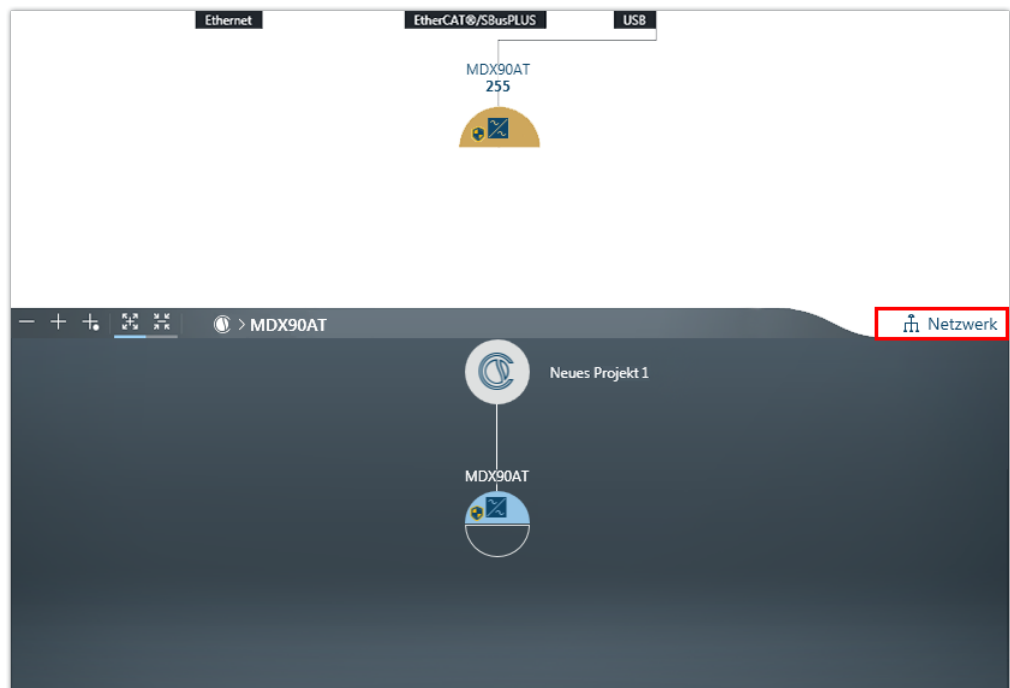 Ethernet
EtherCAT®/SBusPLUS
USB
MDX90AT
255
> MDX90AT
Netzwerk
Neues Projekt 1
MDX90AT